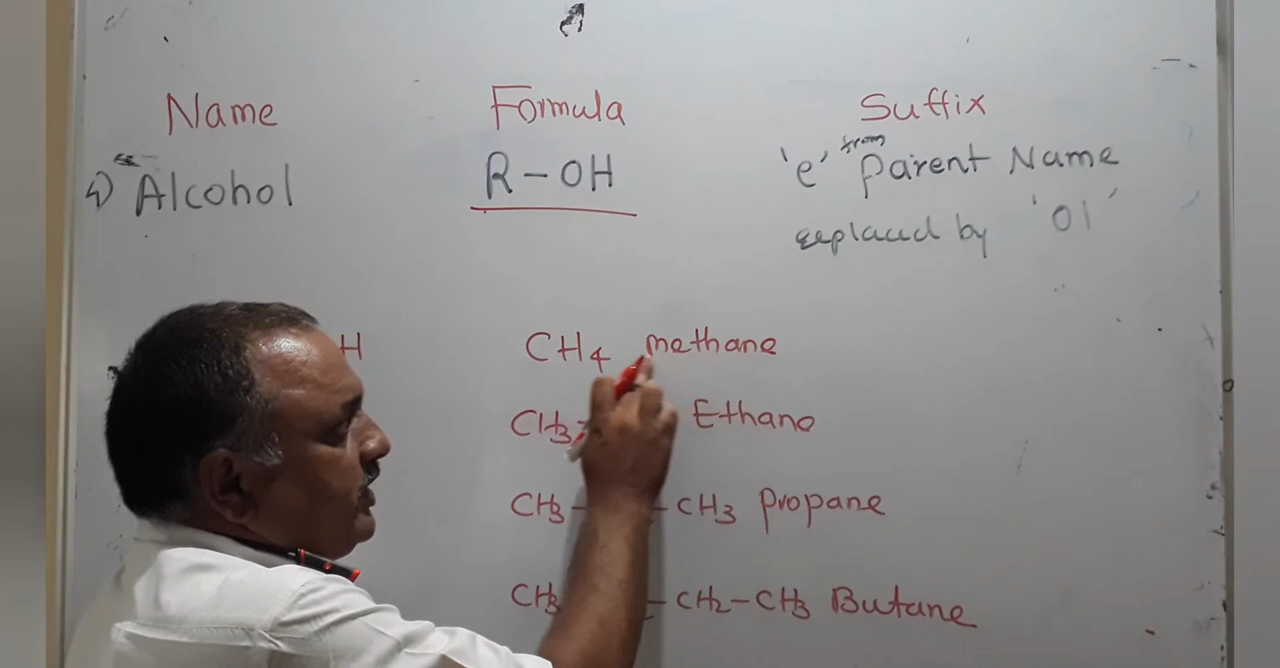 Name Formula Suffix
4) Alcohol R-OH 'e' from parent Name
replaced by 'ol'
H CH4 methane
CH3- Ethane
CH3- -CH3 Propane
CH3 -CH2-CH3 Butane